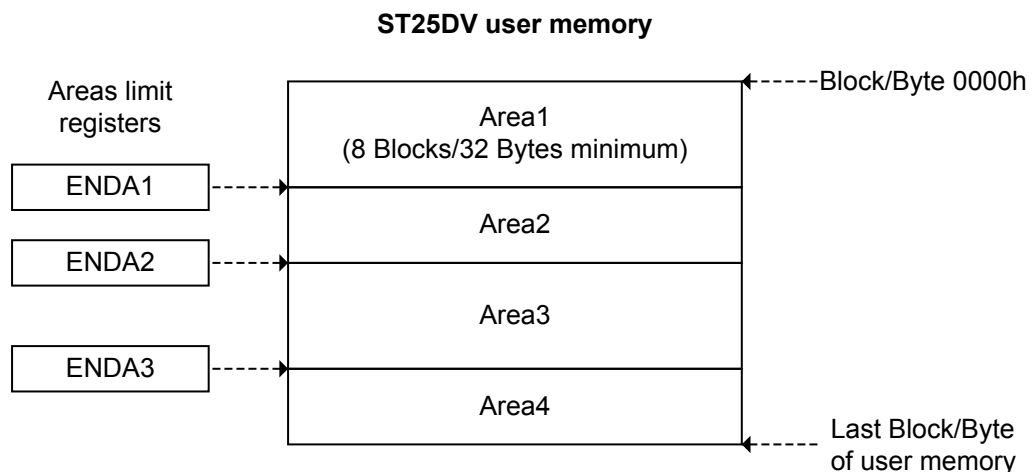 ST25DV user memory
Areas limit
registers
Block/Byte 0000h
Area1
(8 Blocks/32 Bytes minimum)
ENDA1
Area2
ENDA2
Area3
ENDA3
Area4
Last Block/Byte
of user memory